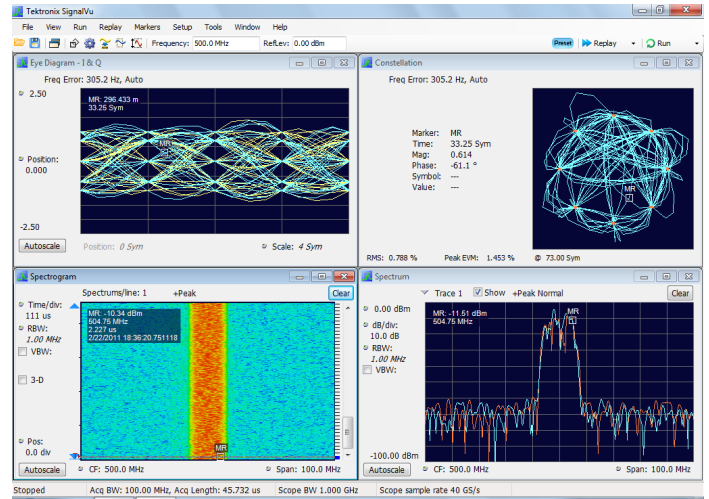 Tektronix SignalVu
File View Run Replay Markers Setup Tools Window Help
Frequency: 500.0 MHz RefLev: 0.00 dBm Preset Replay Run
Eye Diagram - I & Q
Freq Error: 305.2 Hz, Auto
2.50
MR: 296.433 m
33.25 Sym
MR
Position:
0.000
-2.50
Autoscale Position: 0 Sym Scale: 4 Sym
Constellation
Freq Error: 305.2 Hz, Auto
Marker: MR
Time: 33.25 Sym
Mag: 0.614
Phase: -61.1 °
Symbol: ---
Value: ---
MR
RMS: 0.788 % Peak EVM: 1.453 % @ 73.00 Sym
Spectrogram
Spectrums/line: 1 +Peak Clear
Time/div:
111 us
RBW:
1.00 MHz
VBW:
3-D
Pos:
0.0 div
MR: -10.34 dBm
504.75 MHz
2.227 us
2/22/2011 18:36:20.751118
MR
Autoscale CF: 500.0 MHz Span: 100.0 MHz
Spectrum
Trace 1 Show +Peak Normal Clear
0.00 dBm
dB/div:
10.0 dB
RBW:
1.00 MHz
VBW:
MR: -11.51 dBm
504.75 MHz
MR
-100.00 dBm
Autoscale CF: 500.0 MHz Span: 100.0 MHz
Stopped Acq BW: 100.00 MHz, Acq Length: 45.732 us Scope BW 1.000 GHz Scope sample rate 40 GS/s